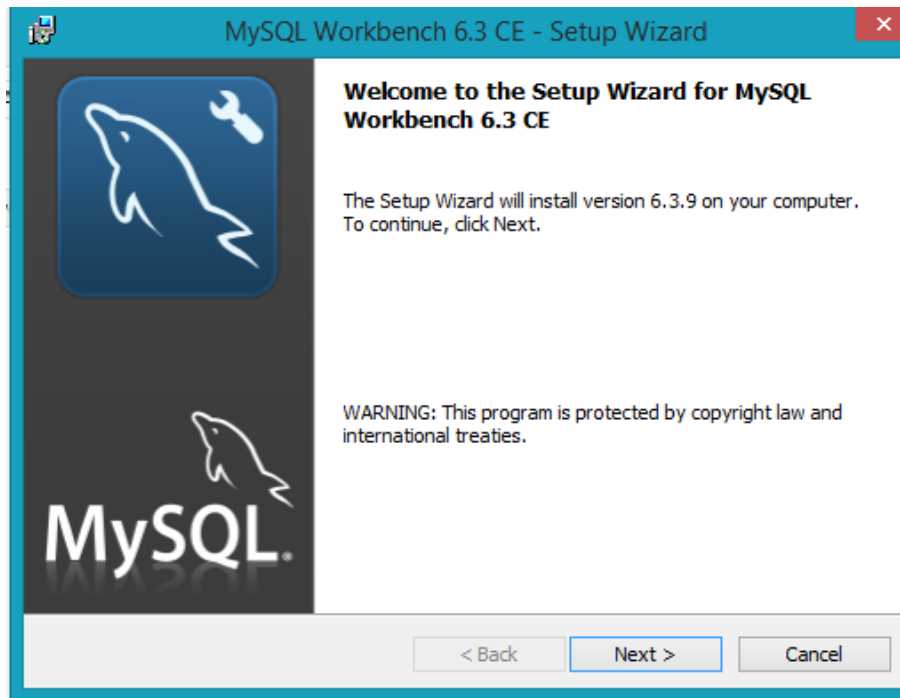 MySQL Workbench 6.3 CE - Setup Wizard
Welcome to the Setup Wizard for MySQL
Workbench 6.3 CE
The Setup Wizard will install version 6.3.9 on your computer.
To continue, click Next.
WARNING: This program is protected by copyright law and
international treaties.
MySQL®
< Back Next > Cancel